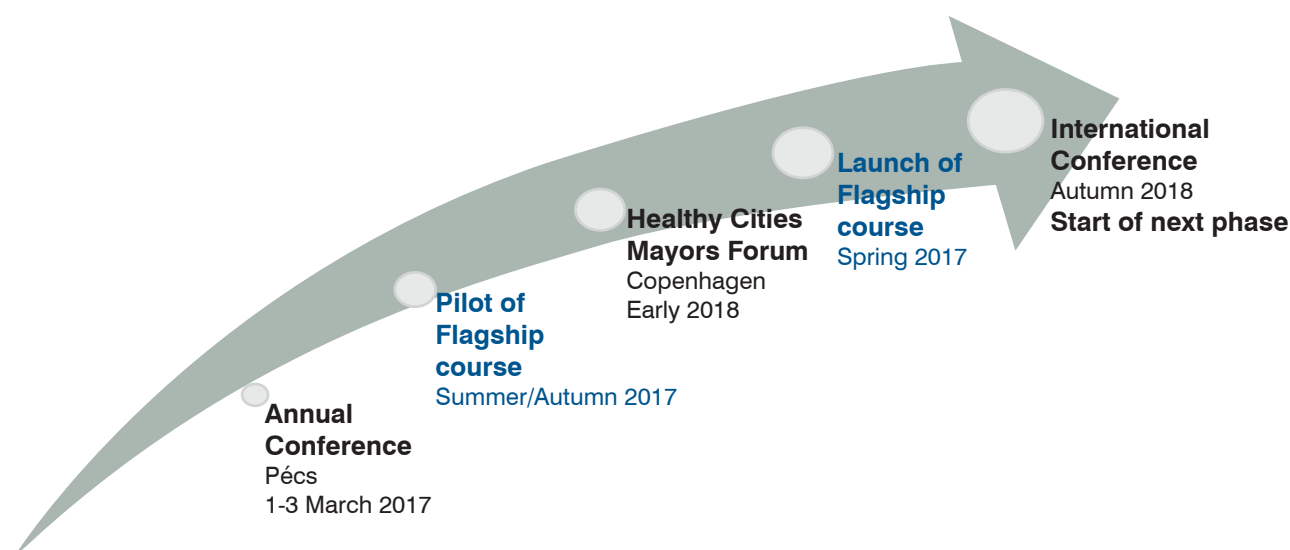 Annual
Conference
Pécs
1-3 March 2017
Pilot of
Flagship
course
Summer/Autumn 2017
Healthy Cities
Mayors Forum
Copenhagen
Early 2018
Launch of
Flagship
course
Spring 2017
International
Conference
Autumn 2018
Start of next phase